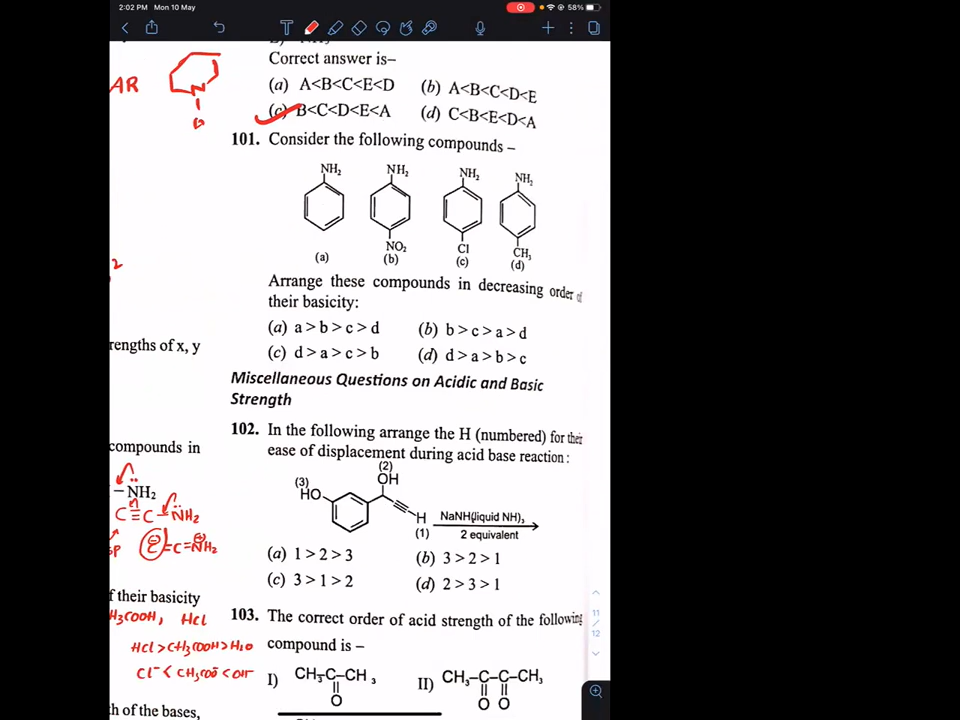 2:02 PM Mon 10 May
58%
Correct answer is–
(a) A<B<C<E<D (b) A<B<C<D<E
(c) B<C<D<E<A (d) C<B<E<D<A
AR
N
101. Consider the following compounds –
NH₂ NH₂ NH₂ NH₂
NO₂ Cl CH₃
(a) (b) (c) (d)
Arrange these compounds in decreasing order of
their basicity:
(a) a > b > c > d (b) b > c > a > d
(c) d > a > c > b (d) d > a > b > c
rengths of x, y
Miscellaneous Questions on Acidic and Basic
Strength
102. In the following arrange the H (numbered) for their
ease of displacement during acid base reaction :
(2)
OH
(3)
HO
H
(1)
NaNH₂(liquid NH₃)
2 equivalent
(a) 1 > 2 > 3 (b) 3 > 2 > 1
(c) 3 > 1 > 2 (d) 2 > 3 > 1
compounds in
–NH₂
C≡C–NH₂
sp C=C=NH₂
f their basicity
H₃COOH, HCl
HCl > CH₃COOH > H₂O
Cl⁻ < CH₃COO⁻ < OH⁻
th of the bases,
103. The correct order of acid strength of the following
compound is –
I) CH₃–C–CH₃ II) CH₃–C–C–CH₃
O O O
11
12